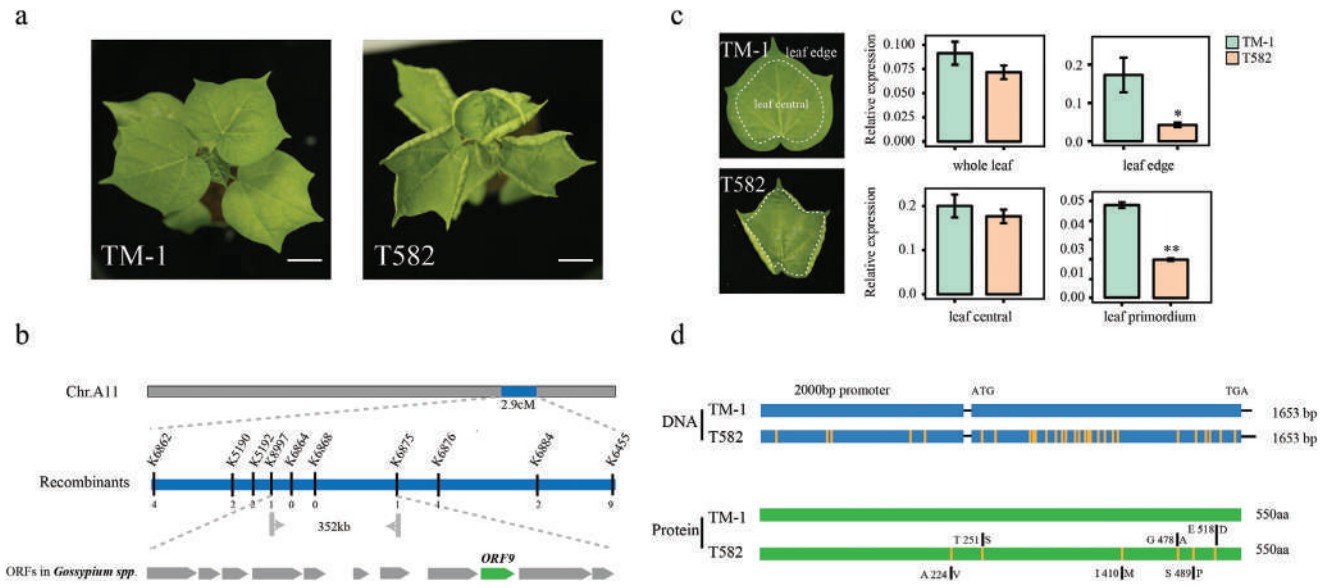 a
TM-1
T582
c
TM-1
leaf edge
leaf central
T582
Relative expression
0.100
0.075
0.050
0.025
0.000
whole leaf
0.2
0.1
0.0
leaf edge
*
TM-1
T582
Relative expression
0.2
0.1
0.0
leaf central
0.05
0.02
0.01
0.00
leaf primordium
**
b
Chr.A11
2.9cM
K6862 K5190 K5192 K8897 K6864 K6868 K6875 K6876 K6884 K6455
Recombinants
4 2 2 1 0 0 1 4 2 9
352kb
ORF9
ORFs in Gossypium spp.
d
2000bp promoter ATG TGA
DNA
TM-1 1653 bp
T582 1653 bp
Protein
TM-1 550aa
T 251 S G 478 A E 518 D
T582 550aa
A 224 V I 410 M S 489 P